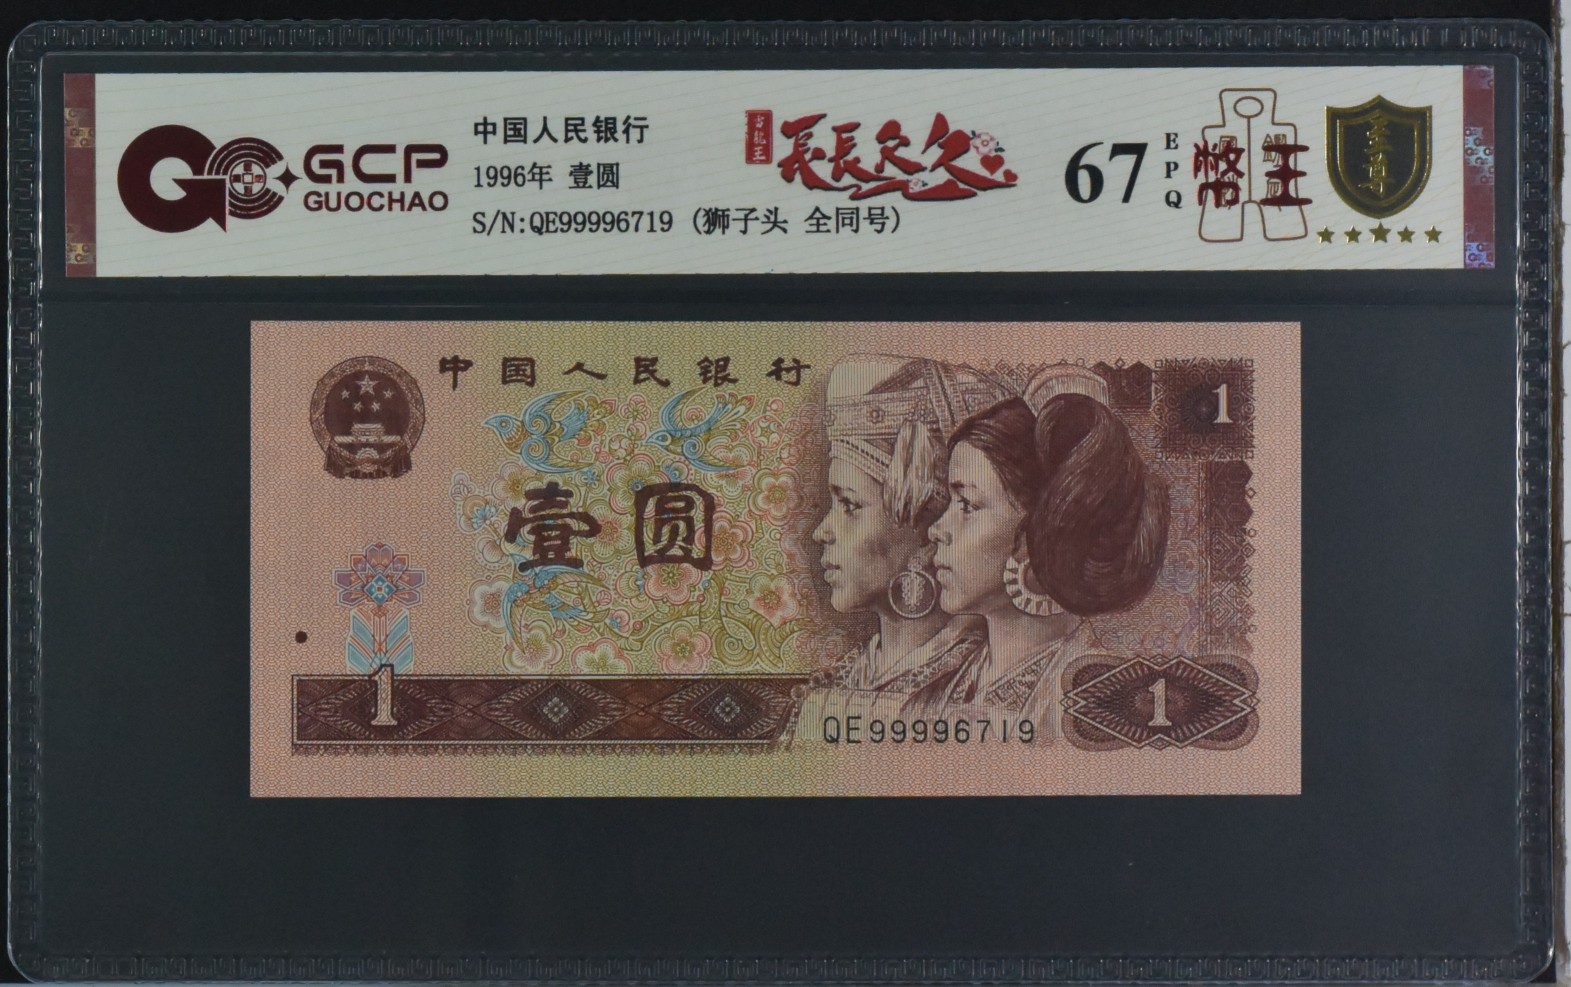 GCP
GUOCHAO
中国人民银行
1996年 壹圆
S/N:QE99996719 (狮子头 全同号)
長長久久
67
EPQ
幣王
至尊
中国人民银行
1
壹圆
1
QE99996719
1